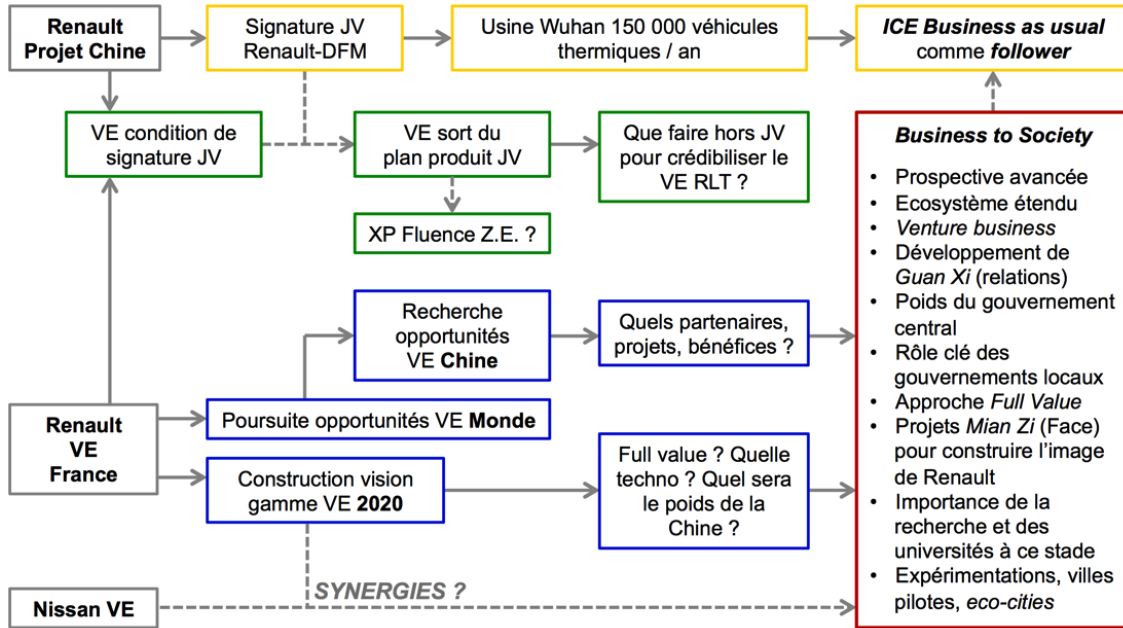 Renault
Projet Chine
Signature JV
Renault-DFM
Usine Wuhan 150 000 véhicules
thermiques / an
ICE Business as usual
comme follower
VE condition de
signature JV
VE sort du
plan produit JV
Que faire hors JV
pour crédibiliser le
VE RLT ?
XP Fluence Z.E. ?
Recherche
opportunités
VE Chine
Quels partenaires,
projets, bénéfices ?
Renault
VE
France
Poursuite opportunités VE Monde
Construction vision
gamme VE 2020
Full value ? Quelle
techno ? Quel sera
le poids de la
Chine ?
SYNERGIES ?
Nissan VE
Business to Society
• Prospective avancée
• Ecosystème étendu
• Venture business
• Développement de
Guan Xi (relations)
• Poids du gouvernement
central
• Rôle clé des
gouvernements locaux
• Approche Full Value
• Projets Mian Zi (Face)
pour construire l'image
de Renault
• Importance de la
recherche et des
universités à ce stade
• Expérimentations, villes
pilotes, eco-cities